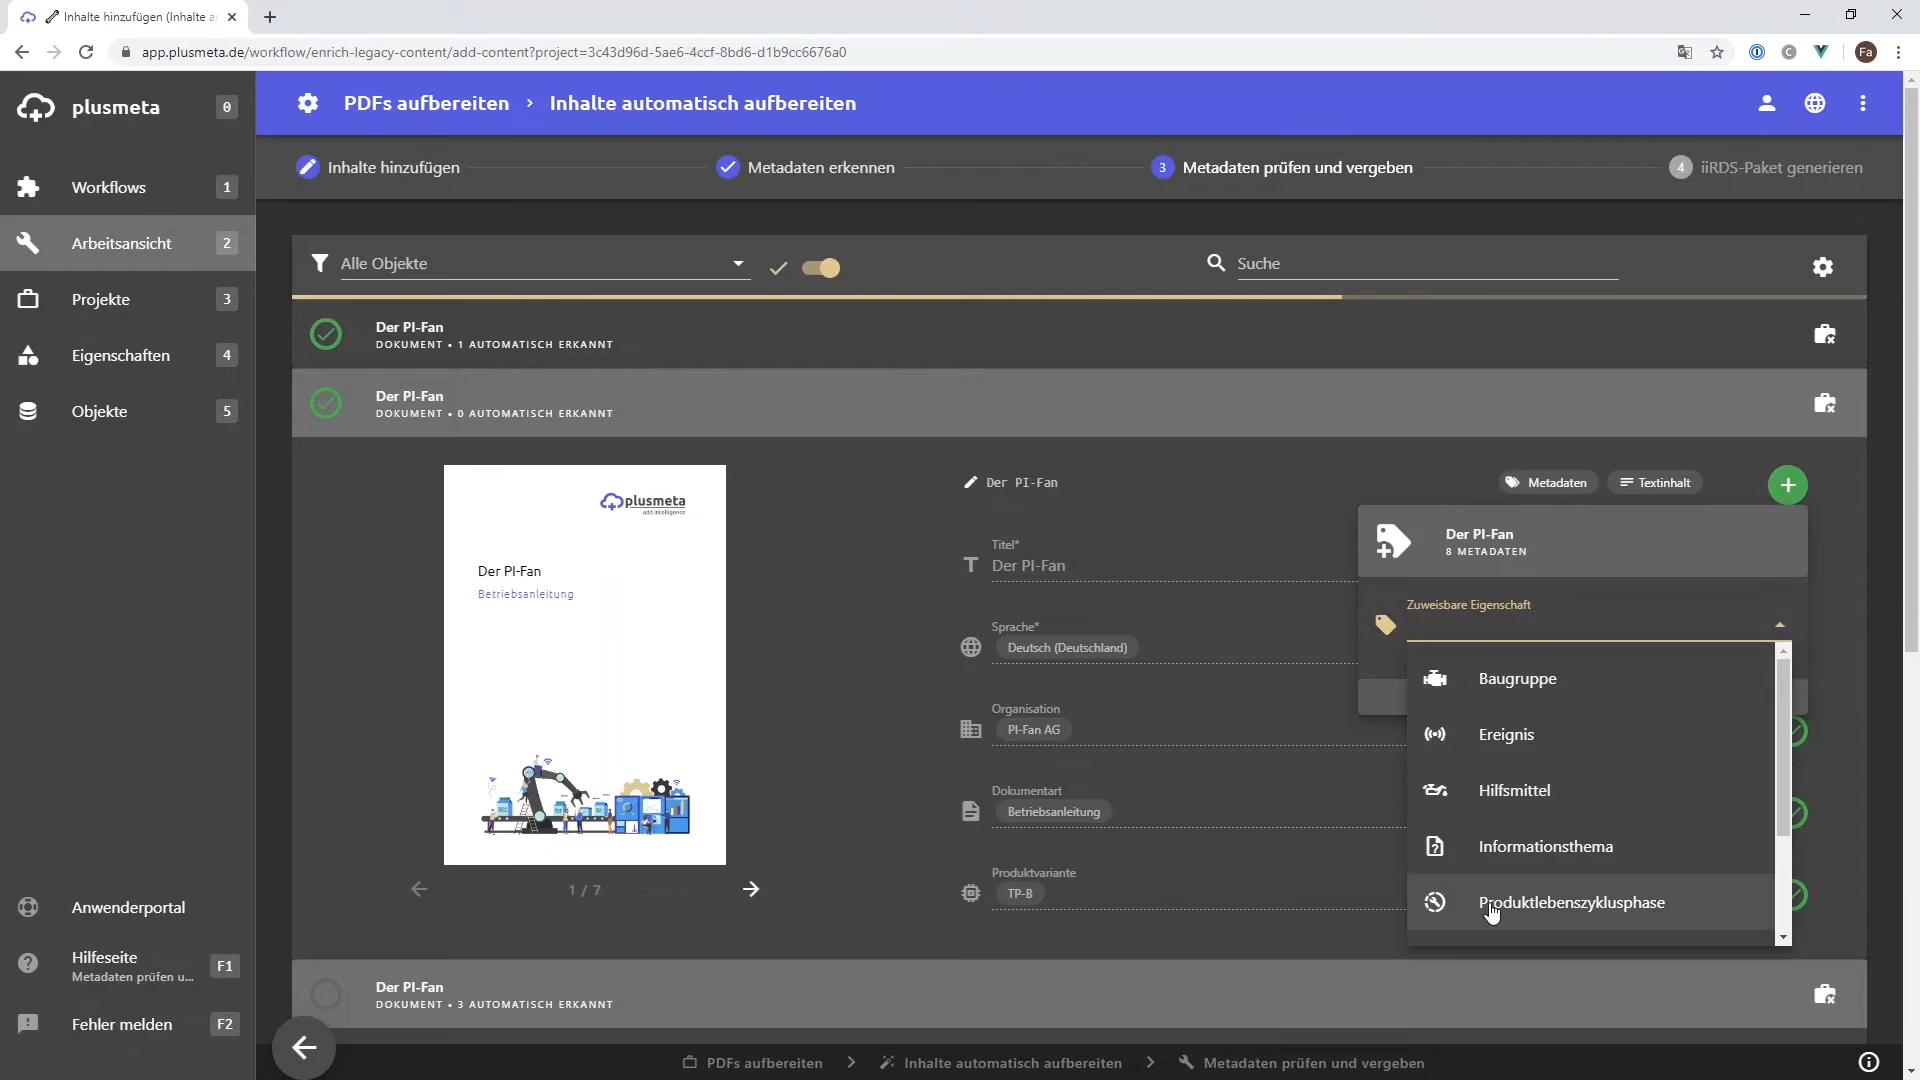 Inhalte hinzufügen (Inhalte a
app.plusmeta.de/workflow/enrich-legacy-content/add-content?project=3c43d96d-5ae6-4ccf-8bd6-d1b9cc6676a0
Fa
plusmeta
0
PDFs aufbereiten
Inhalte automatisch aufbereiten
Inhalte hinzufügen
Metadaten erkennen
3
Metadaten prüfen und vergeben
4
iiRDS-Paket generieren
Workflows
1
Arbeitsansicht
2
Projekte
3
Eigenschaften
4
Objekte
5
Alle Objekte
Suche
Der PI-Fan
DOKUMENT • 1 AUTOMATISCH ERKANNT
Der PI-Fan
DOKUMENT • 0 AUTOMATISCH ERKANNT
plusmeta
add intelligence
Der PI-Fan
Betriebsanleitung
1 / 7
Der PI-Fan
Metadaten
Textinhalt
Titel*
Der PI-Fan
Sprache*
Deutsch (Deutschland)
Organisation
PI-Fan AG
Dokumentart
Betriebsanleitung
Produktvariante
TP-B
Der PI-Fan
8 METADATEN
Zuweisbare Eigenschaft
Baugruppe
Ereignis
Hilfsmittel
Informationsthema
Produktlebenszyklusphase
Der PI-Fan
DOKUMENT • 3 AUTOMATISCH ERKANNT
Anwenderportal
Hilfeseite
Metadaten prüfen u...
F1
Fehler melden
F2
PDFs aufbereiten
Inhalte automatisch aufbereiten
Metadaten prüfen und vergeben